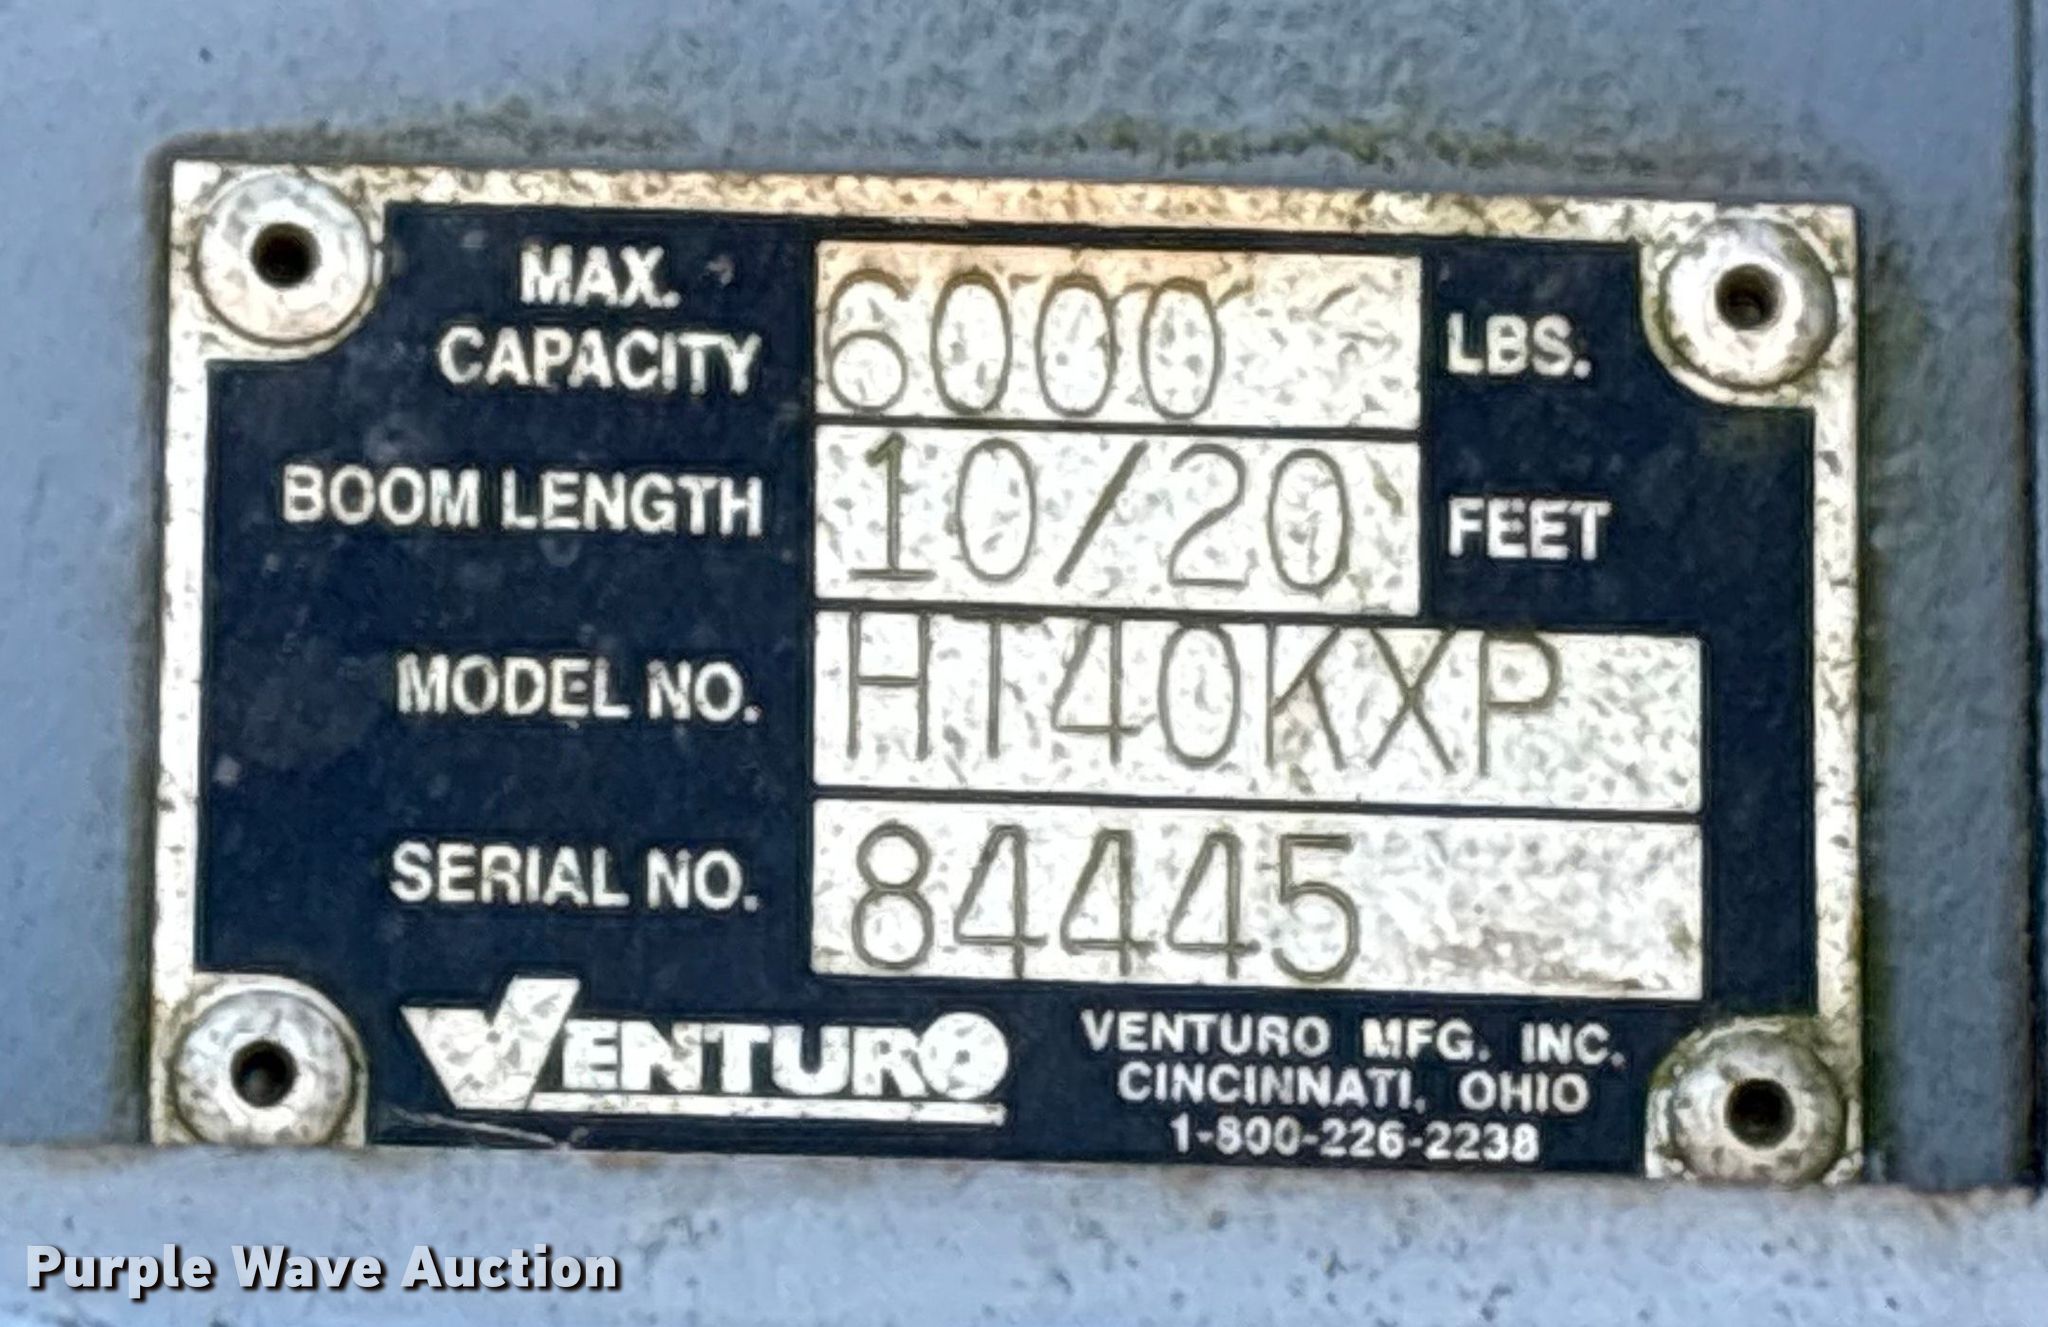 MAX. CAPACITY 6000 LBS.
BOOM LENGTH 10/20 FEET
MODEL NO. HT40KXP
SERIAL NO. 84445
VENTURO
VENTURO MFG. INC.
CINCINNATI, OHIO
1-800-226-2238
Purple Wave Auction